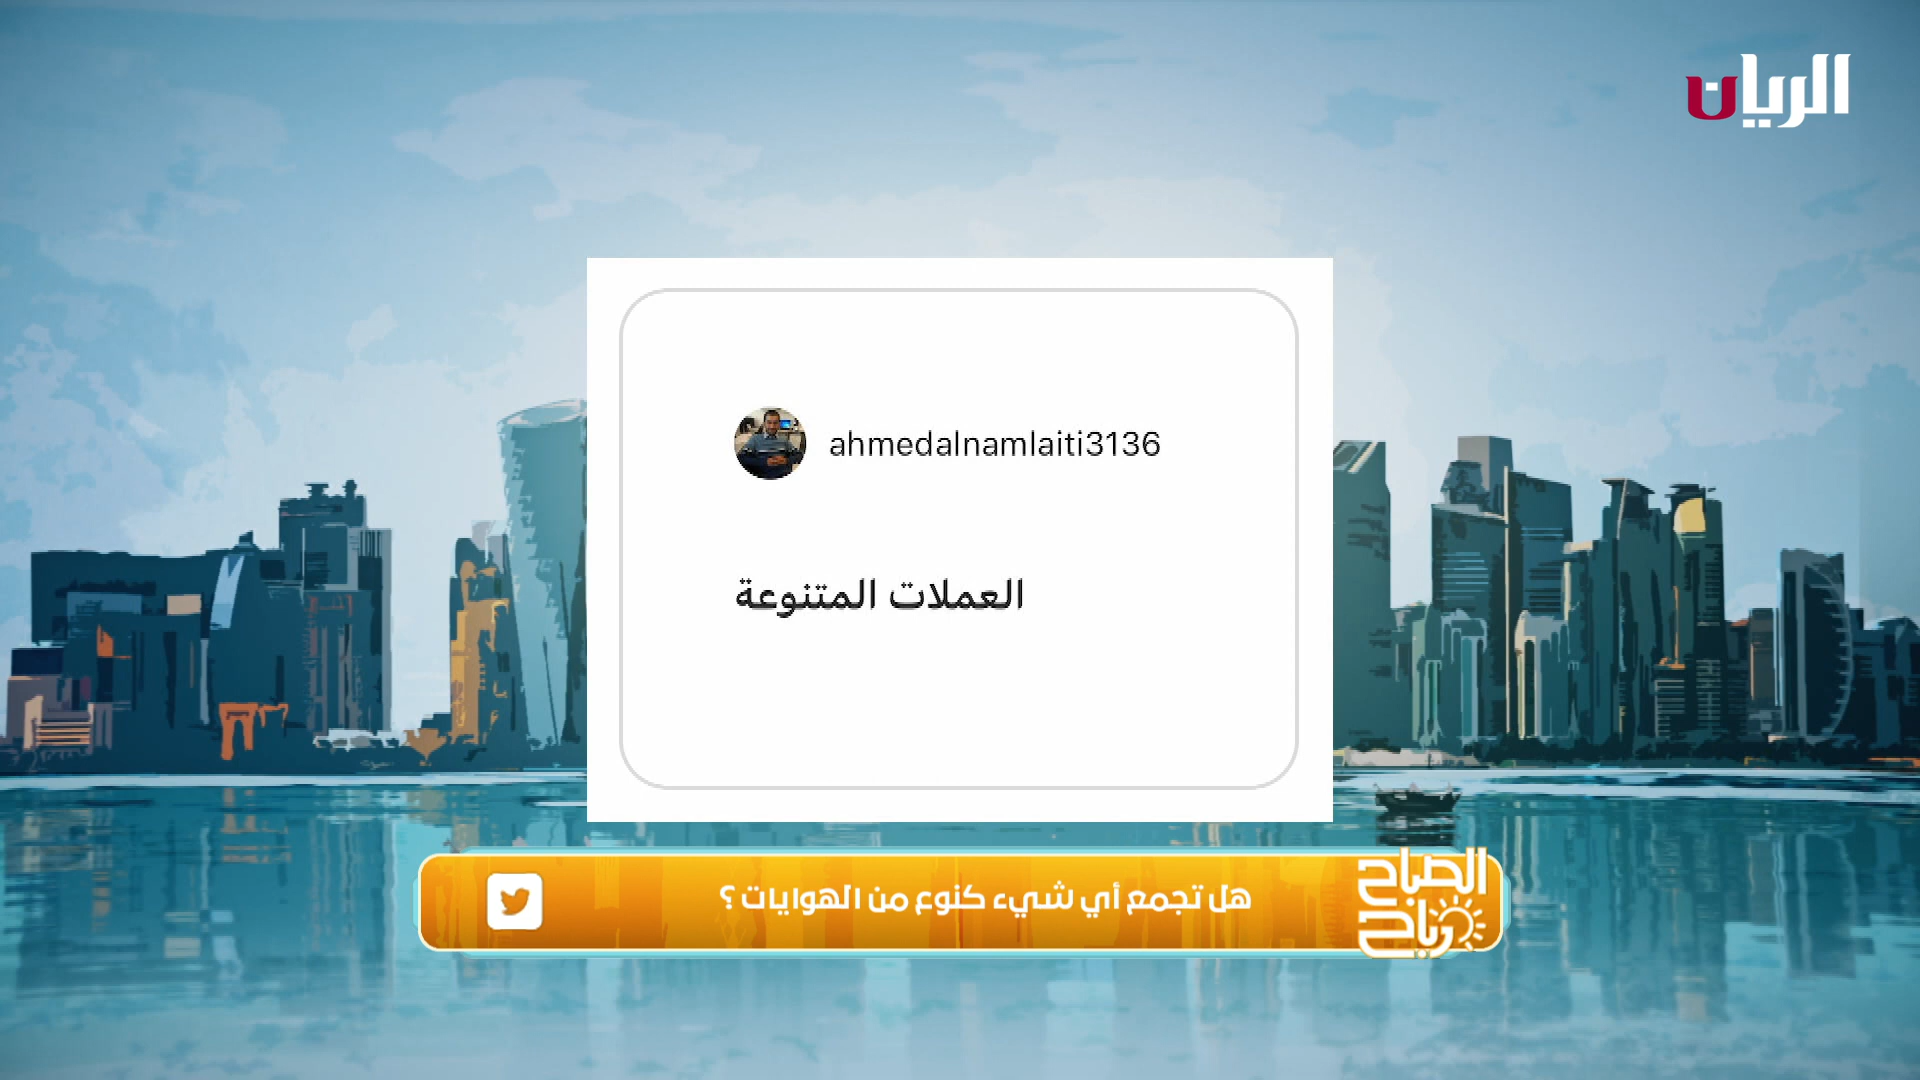 الريان
ahmedalnamlaiti3136
العملات المتنوعة
الصباح
رباح
هل تجمع أي شيء كنوع من الهوايات ؟